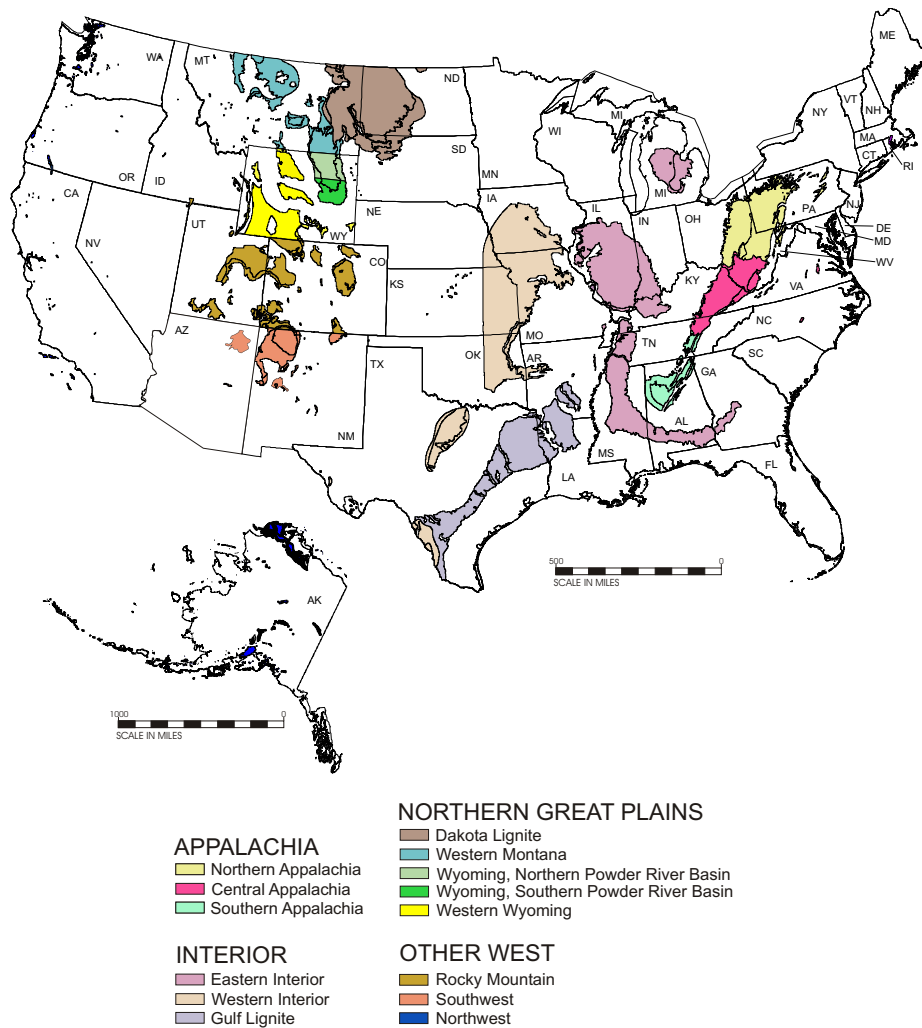 WA
MT
ND
ME
VT
NH
NY
MA
CT
RI
WI
MI
OR
ID
SD
MN
MI
PA
NJ
CA
NV
UT
WY
NE
IA
IL
IN
OH
DE
MD
WV
CO
KS
MO
KY
VA
AZ
NM
TX
OK
AR
TN
NC
SC
GA
AL
MS
LA
FL
500 0
SCALE IN MILES
AK
1000 0
SCALE IN MILES
APPALACHIA
Northern Appalachia
Central Appalachia
Southern Appalachia
NORTHERN GREAT PLAINS
Dakota Lignite
Western Montana
Wyoming, Northern Powder River Basin
Wyoming, Southern Powder River Basin
Western Wyoming
INTERIOR
Eastern Interior
Western Interior
Gulf Lignite
OTHER WEST
Rocky Mountain
Southwest
Northwest